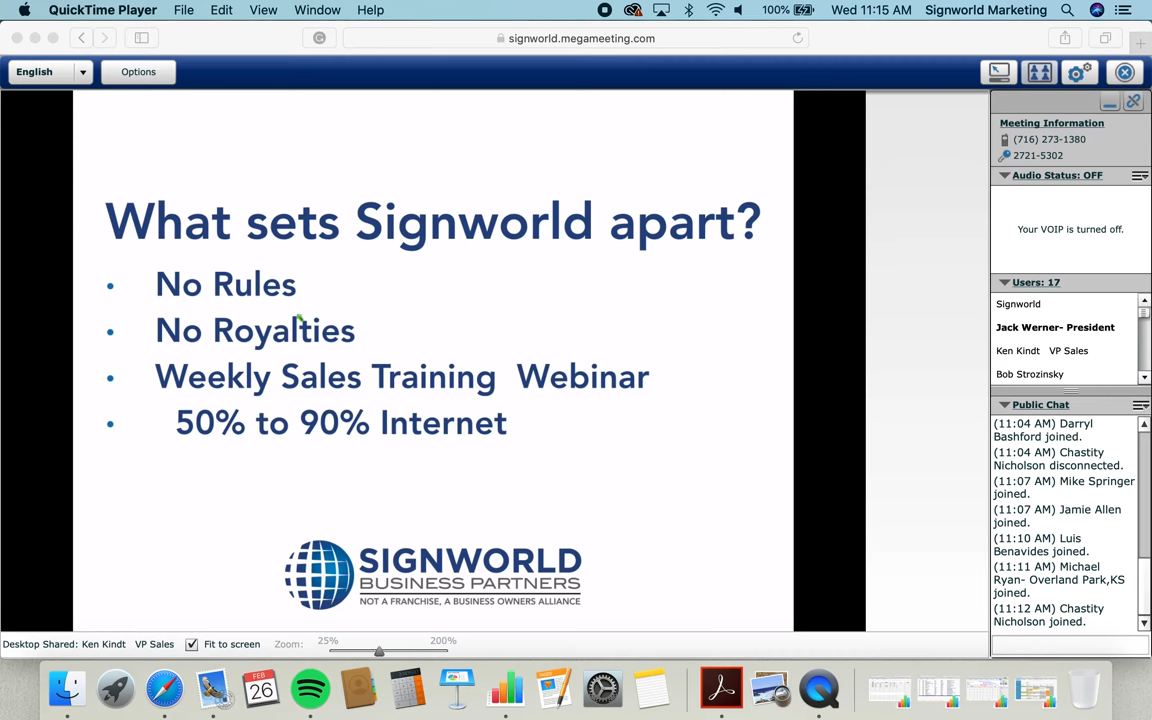 QuickTime Player File Edit View Window Help 100% Wed 11:15 AM Signworld Marketing
signworld.megameeting.com
English Options
Meeting Information
(716) 273-1380
2721-5302
Audio Status: OFF
Your VOIP is turned off.
Users: 17
Signworld
Jack Werner- President
Ken Kindt VP Sales
Bob Strozinsky
Public Chat
(11:04 AM) Darryl
Bashford joined.
(11:04 AM) Chastity
Nicholson disconnected.
(11:07 AM) Mike Springer
joined.
(11:07 AM) Jamie Allen
joined.
(11:10 AM) Luis
Benavides joined.
(11:11 AM) Michael
Ryan- Overland Park,KS
joined.
(11:12 AM) Chastity
Nicholson joined.
What sets Signworld apart?
• No Rules
• No Royalties
• Weekly Sales Training Webinar
• 50% to 90% Internet
SIGNWORLD
BUSINESS PARTNERS
NOT A FRANCHISE, A BUSINESS OWNERS ALLIANCE
Desktop Shared: Ken Kindt VP Sales Fit to screen Zoom: 25% 200%
FEB
26